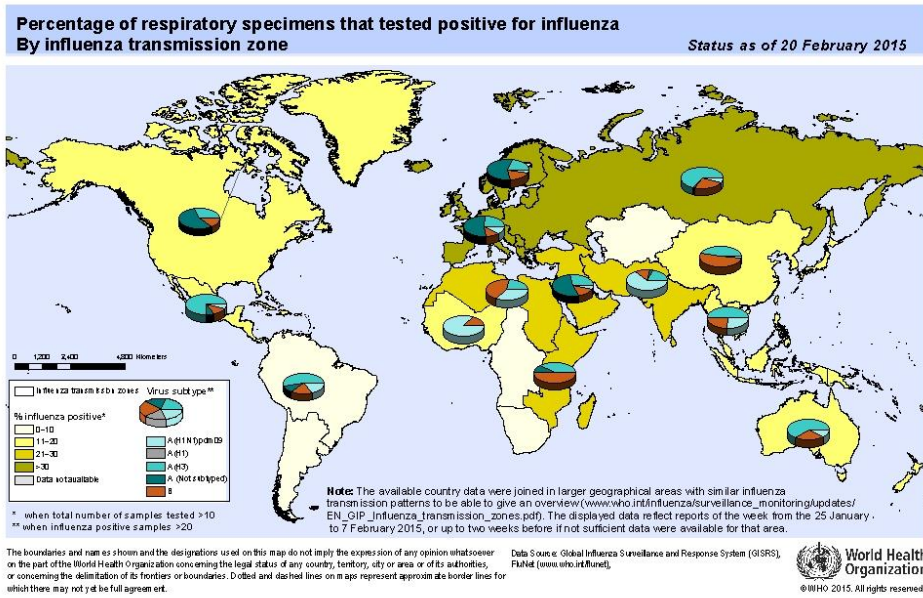 Percentage of respiratory specimens that tested positive for influenza
By influenza transmission zone
Status as of 20 February 2015
0 1,200 2,400 4,800 Kilometers
Influenza transmission zones
Virus subtype**
% influenza positive*
0-10
11-20
21-30
>30
Data not available
A(H1N1)pdm09
A(H1)
A(H3)
A (Not subtyped)
B
* when total number of samples tested >10
** when influenza positive samples >20
Note: The available country data were joined in larger geographical areas with similar influenza
transmission patterns to be able to give an overview (www.who.int/influenza/surveillance_monitoring/updates/
EN_GIP_Influenza_transmission_zones.pdf). The displayed data reflect reports of the week from the 25 January
to 7 February 2015, or up to two weeks before if not sufficient data were available for that area.
The boundaries and names shown and the designations used on this map do not imply the expression of any opinion whatsoever
on the part of the World Health Organization concerning the legal status of any country, territory, city or area or of its authorities,
or concerning the delimitation of its frontiers or boundaries. Dotted and dashed lines on maps represent approximate border lines for
which there may not yet be full agreement.
Data Source: Global Influenza Surveillance and Response System (GISRS),
FluNet (www.who.int/flunet),
World Health
Organization
©WHO 2015. All rights reserved